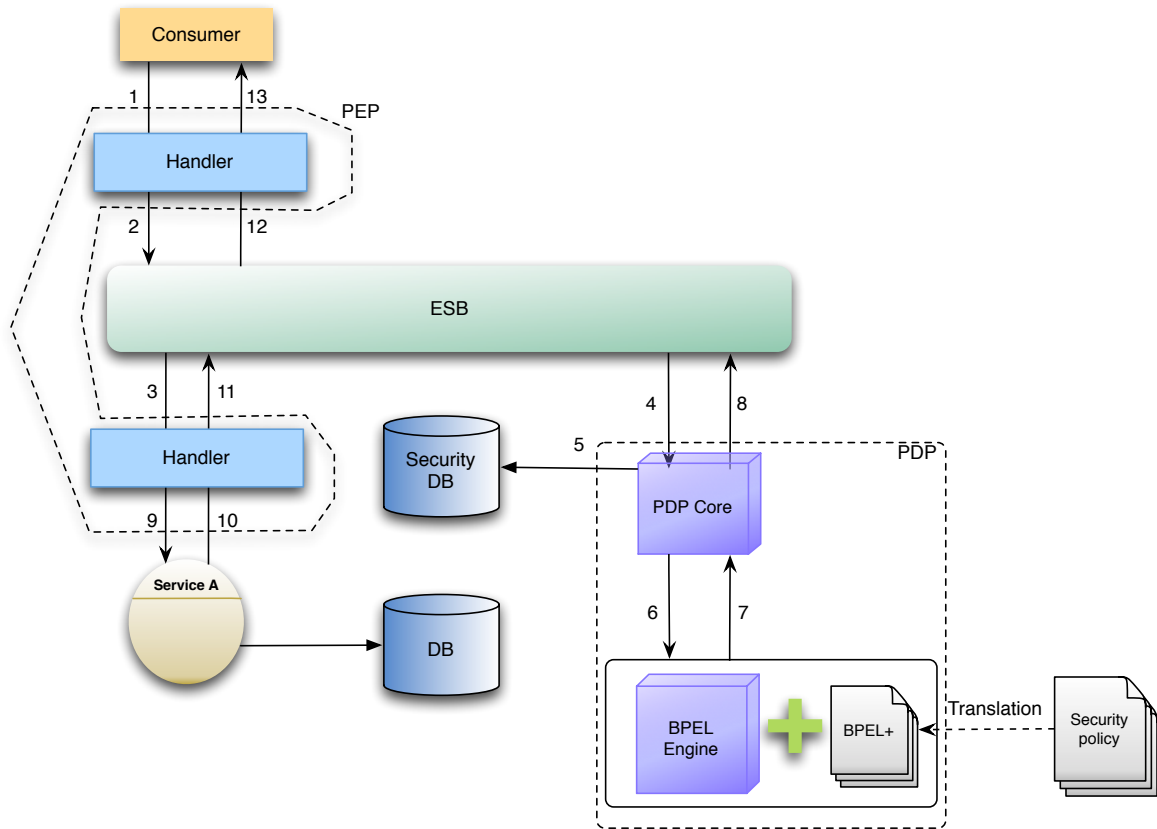 Consumer
1
13
PEP
Handler
2
12
ESB
3
11
4
8
Handler
5
PDP
Security
DB
PDP Core
9
10
Service A
6
7
DB
BPEL
Engine
BPEL+
Translation
Security
policy